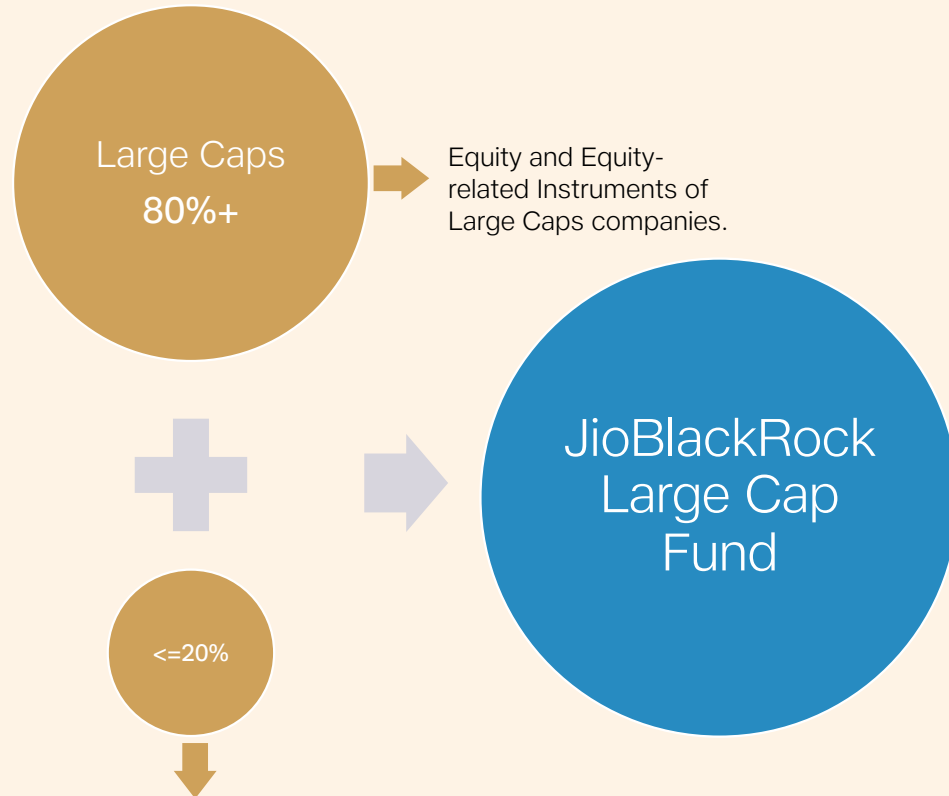 Large Caps
80%+
Equity and Equity-
related Instruments of
Large Caps companies.
JioBlackRock
Large Cap
Fund
<=20%